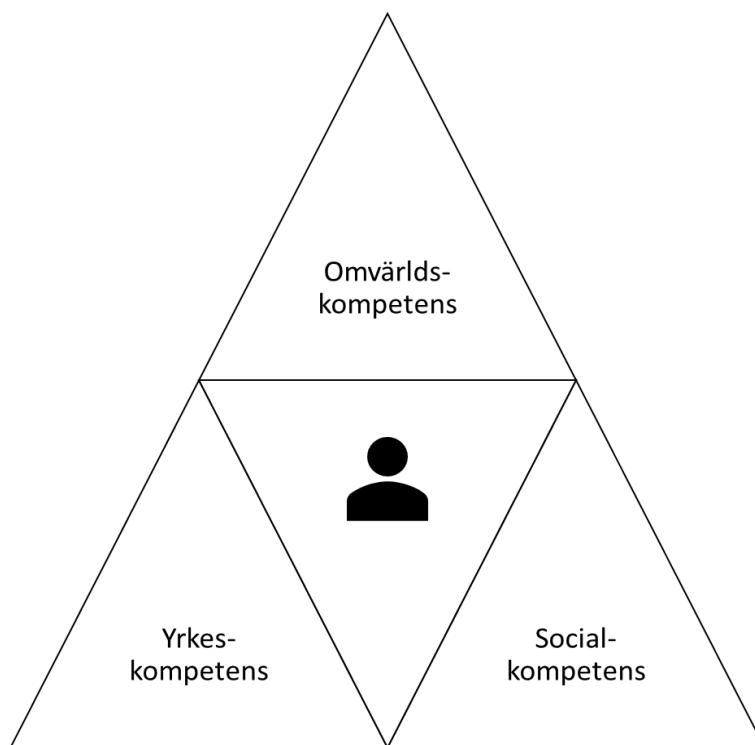 Omvärlds-
kompetens
Yrkes-
kompetens
Social-
kompetens